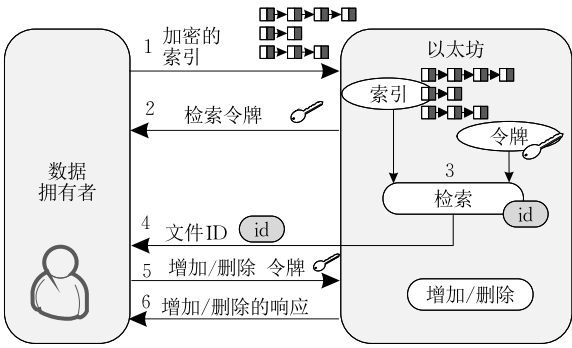 1 加密的
索引
以太坊
索引
2 检索令牌
令牌
数据
拥有者
3
检索
id
4 文件ID id
5 增加/删除 令牌
增加/删除
6 增加/删除的响应